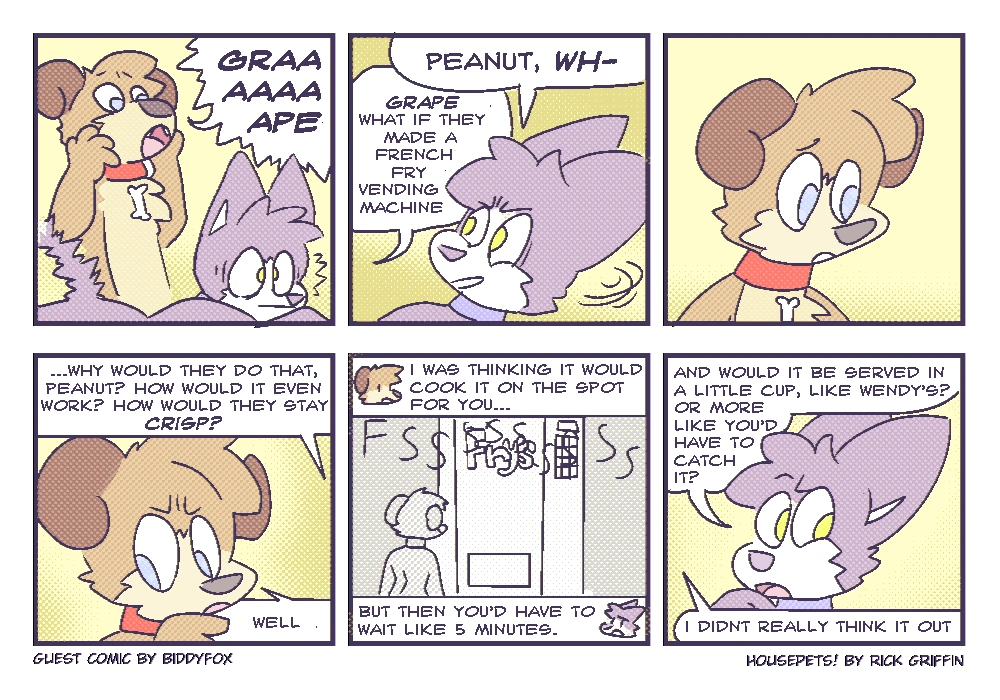 GRAA
AAAA
APE
PEANUT, WH-
GRAPE
WHAT IF THEY
MADE A
FRENCH
FRY
VENDING
MACHINE
...WHY WOULD THEY DO THAT,
PEANUT? HOW WOULD IT EVEN
WORK? HOW WOULD THEY STAY
CRISP?
WELL .
I WAS THINKING IT WOULD
COOK IT ON THE SPOT
FOR YOU...
FSS
SSS
Frys
SS
BUT THEN YOU'D HAVE TO
WAIT LIKE 5 MINUTES.
AND WOULD IT BE SERVED IN
A LITTLE CUP, LIKE WENDY'S?
OR MORE
LIKE YOU'D
HAVE TO
CATCH
IT?
I DIDNT REALLY THINK IT OUT
GUEST COMIC BY BIDDYFOX
HOUSEPETS! BY RICK GRIFFIN